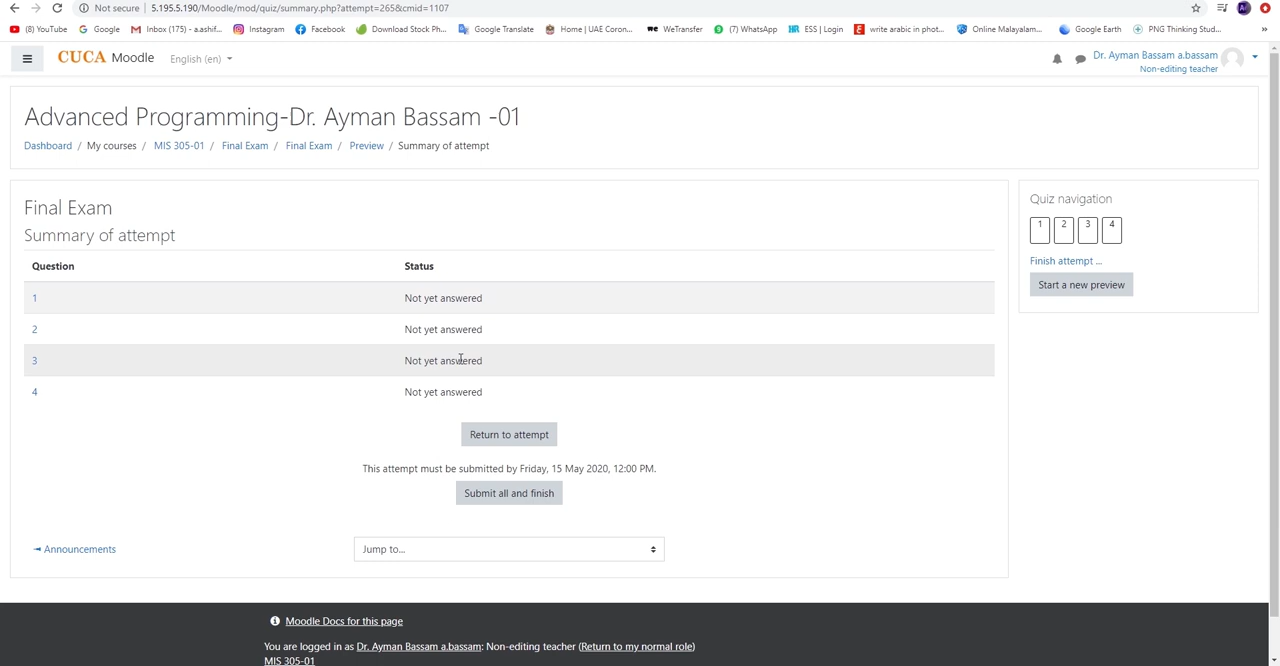 Not secure | 5.195.5.190/Moodle/mod/quiz/summary.php?attempt=265&cmid=1107
(8) YouTube Google Inbox (175) - a.ashif... Instagram Facebook Download Stock Ph... Google Translate Home | UAE Coron... WeTransfer (7) WhatsApp ESS | Login write arabic in phot... Online Malayalam... Google Earth PNG Thinking Stud... »
CUCA Moodle English (en) Dr. Ayman Bassam a.bassam
Non-editing teacher
Advanced Programming-Dr. Ayman Bassam -01
Dashboard / My courses / MIS 305-01 / Final Exam / Final Exam / Preview / Summary of attempt
Final Exam
Summary of attempt
Question Status
1 Not yet answered
2 Not yet answered
3 Not yet answered
4 Not yet answered
Return to attempt
This attempt must be submitted by Friday, 15 May 2020, 12:00 PM.
Submit all and finish
◄ Announcements Jump to...
Quiz navigation
1 2 3 4
Finish attempt ...
Start a new preview
Moodle Docs for this page
You are logged in as Dr. Ayman Bassam a.bassam: Non-editing teacher (Return to my normal role)
MIS 305-01